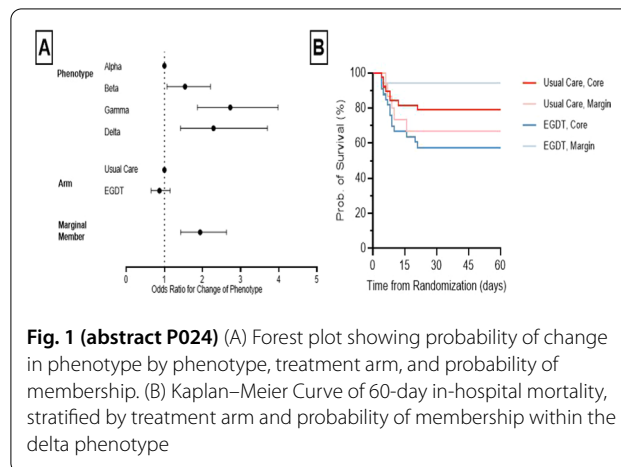 A
Phenotype
Alpha
Beta
Gamma
Delta
Arm
Usual Care
EGDT
Marginal
Member
0 1 2 3 4 5
Odds Ratio for Change of Phenotype
B
Prob. of Survival (%)
100
80
60
40
20
0
0 15 30 45 60
Time from Randomization (days)
Usual Care, Core
Usual Care, Margin
EGDT, Core
EGDT, Margin
Fig. 1 (abstract P024) (A) Forest plot showing probability of change
in phenotype by phenotype, treatment arm, and probability of
membership. (B) Kaplan–Meier Curve of 60-day in-hospital mortality,
stratified by treatment arm and probability of membership within the
delta phenotype